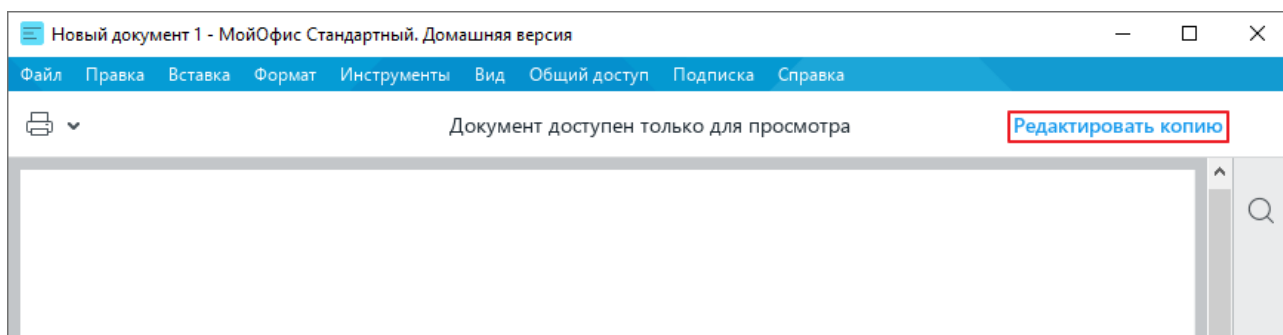 Новый документ 1 - МойОфис Стандартный. Домашняя версия
Файл Правка Вставка Формат Инструменты Вид Общий доступ Подписка Справка
Документ доступен только для просмотра Редактировать копию